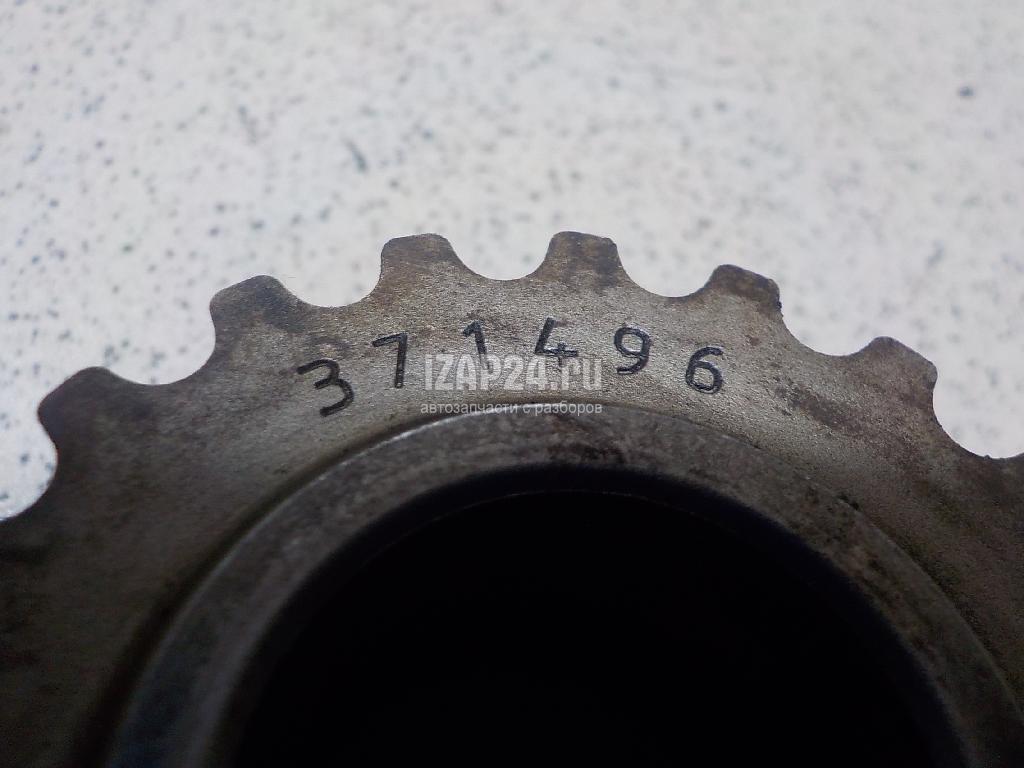 371496
IZAP24.ru
автозапчасти с разборов